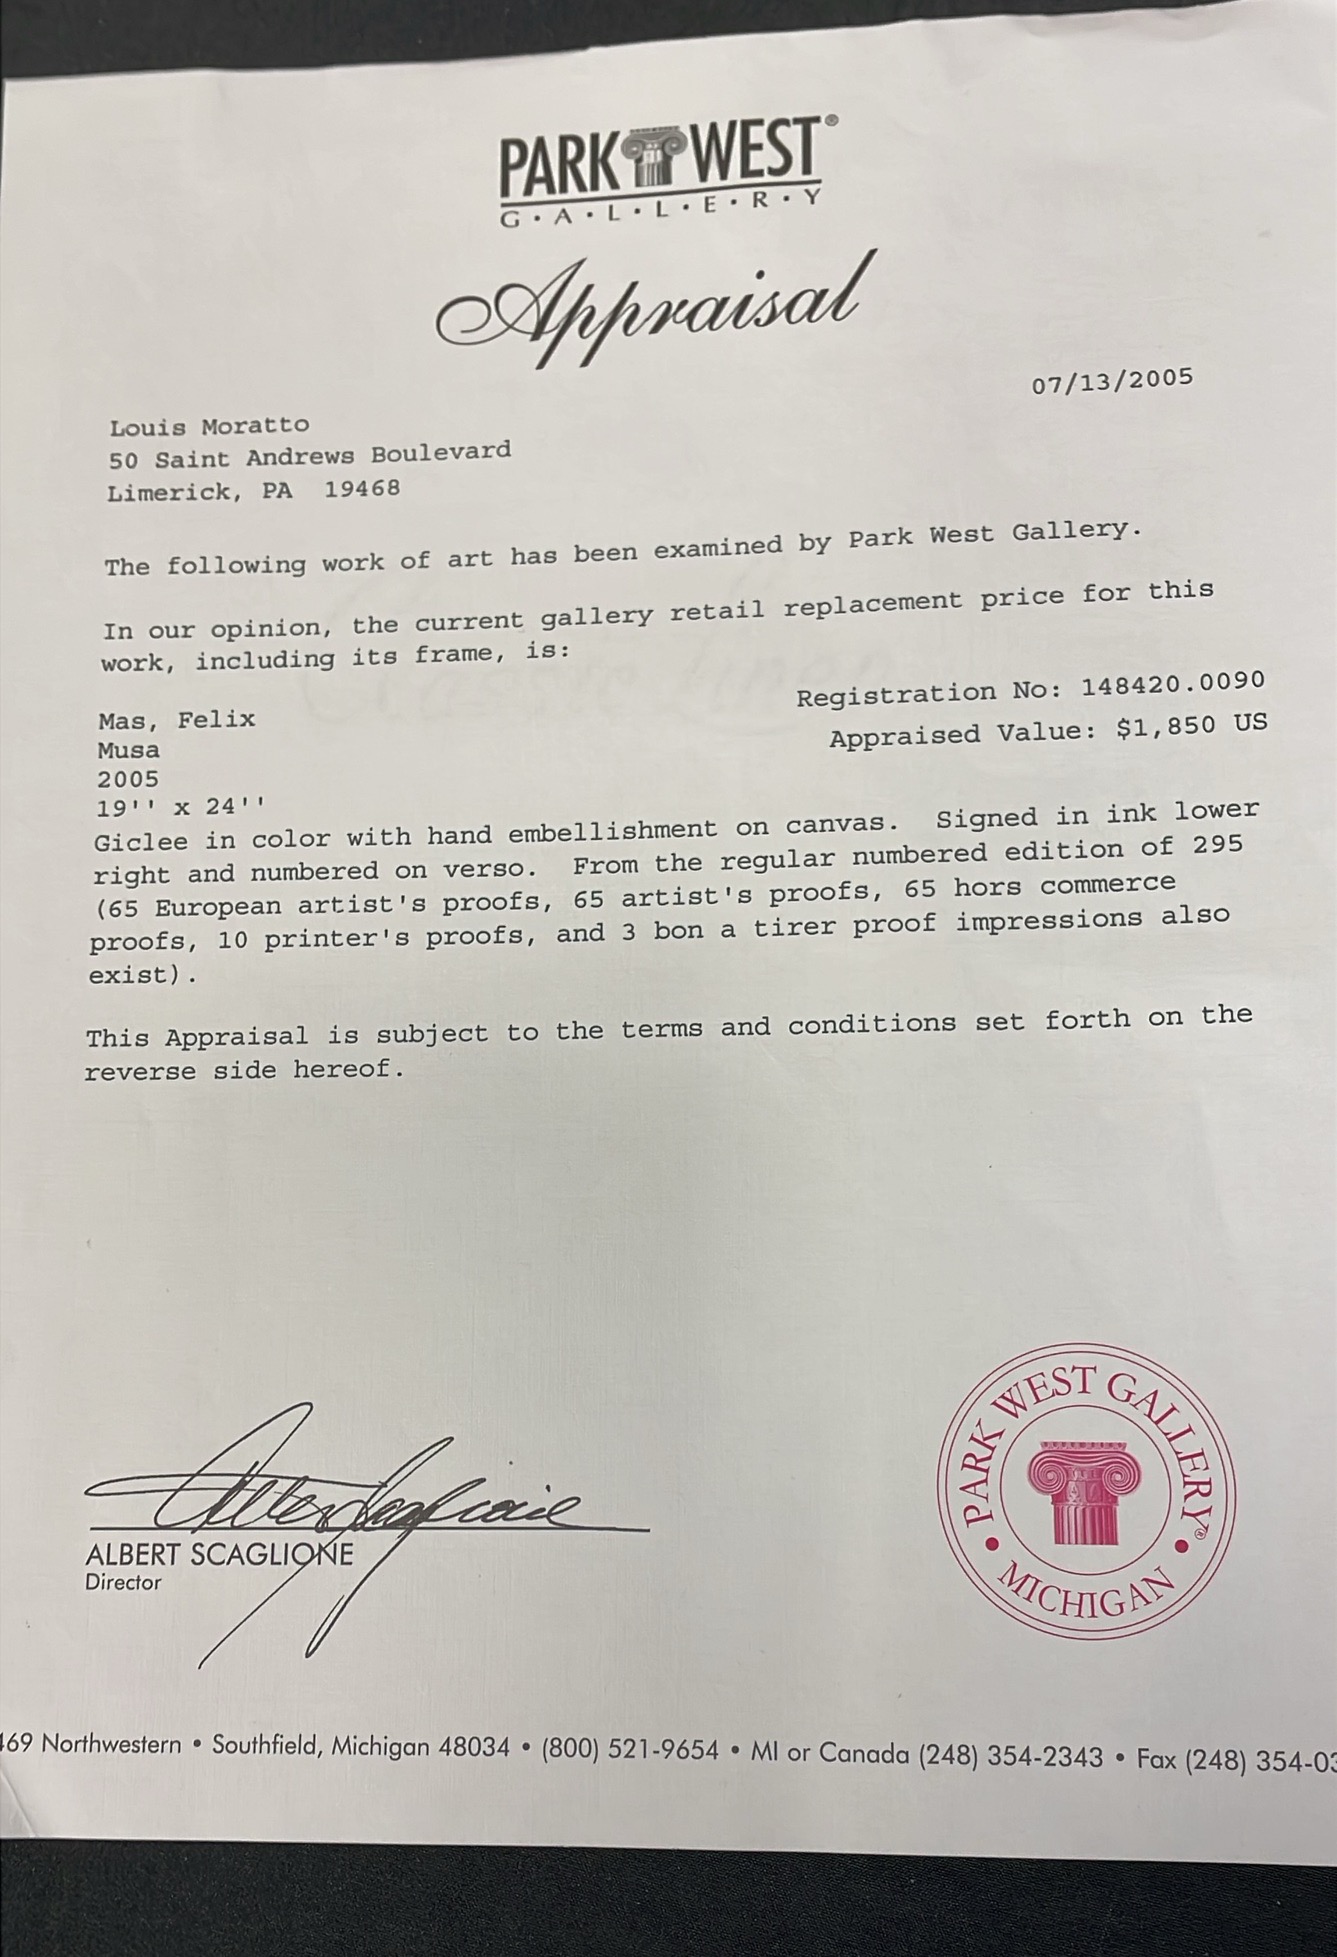 PARK WEST®
G·A·L·L·E·R·Y
Appraisal
07/13/2005
Louis Moratto
50 Saint Andrews Boulevard
Limerick, PA 19468
The following work of art has been examined by Park West Gallery.
In our opinion, the current gallery retail replacement price for this
work, including its frame, is:
Registration No: 148420.0090
Appraised Value: $1,850 US
Mas, Felix
Musa
2005
19'' x 24''
Giclee in color with hand embellishment on canvas. Signed in ink lower
right and numbered on verso. From the regular numbered edition of 295
(65 European artist's proofs, 65 artist's proofs, 65 hors commerce
proofs, 10 printer's proofs, and 3 bon a tirer proof impressions also
exist).
This Appraisal is subject to the terms and conditions set forth on the
reverse side hereof.
ALBERT SCAGLIONE
Director
PARK WEST GALLERY®
• MICHIGAN •
469 Northwestern • Southfield, Michigan 48034 • (800) 521-9654 • MI or Canada (248) 354-2343 • Fax (248) 354-03